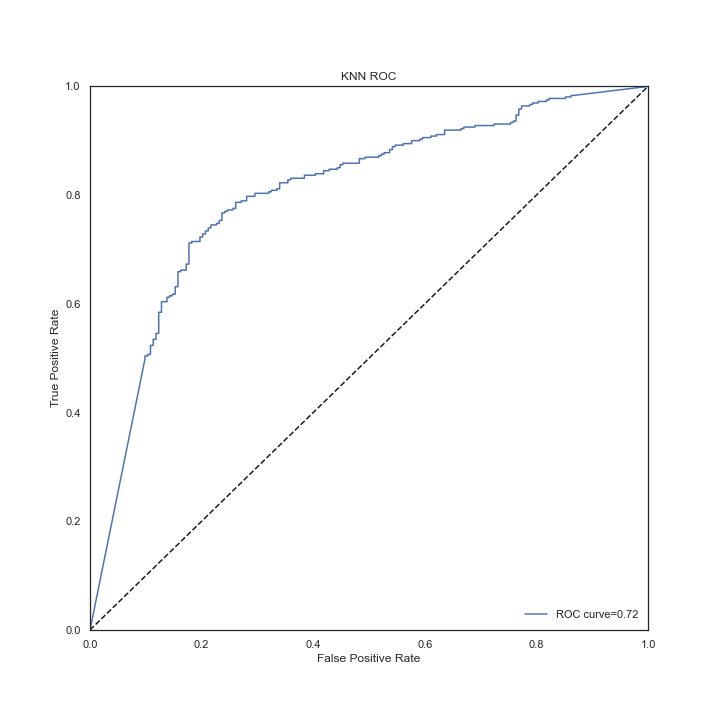 KNN ROC
1.0
0.8
0.6
0.4
0.2
0.0
True Positive Rate
ROC curve=0.72
0.0 0.2 0.4 0.6 0.8 1.0
False Positive Rate